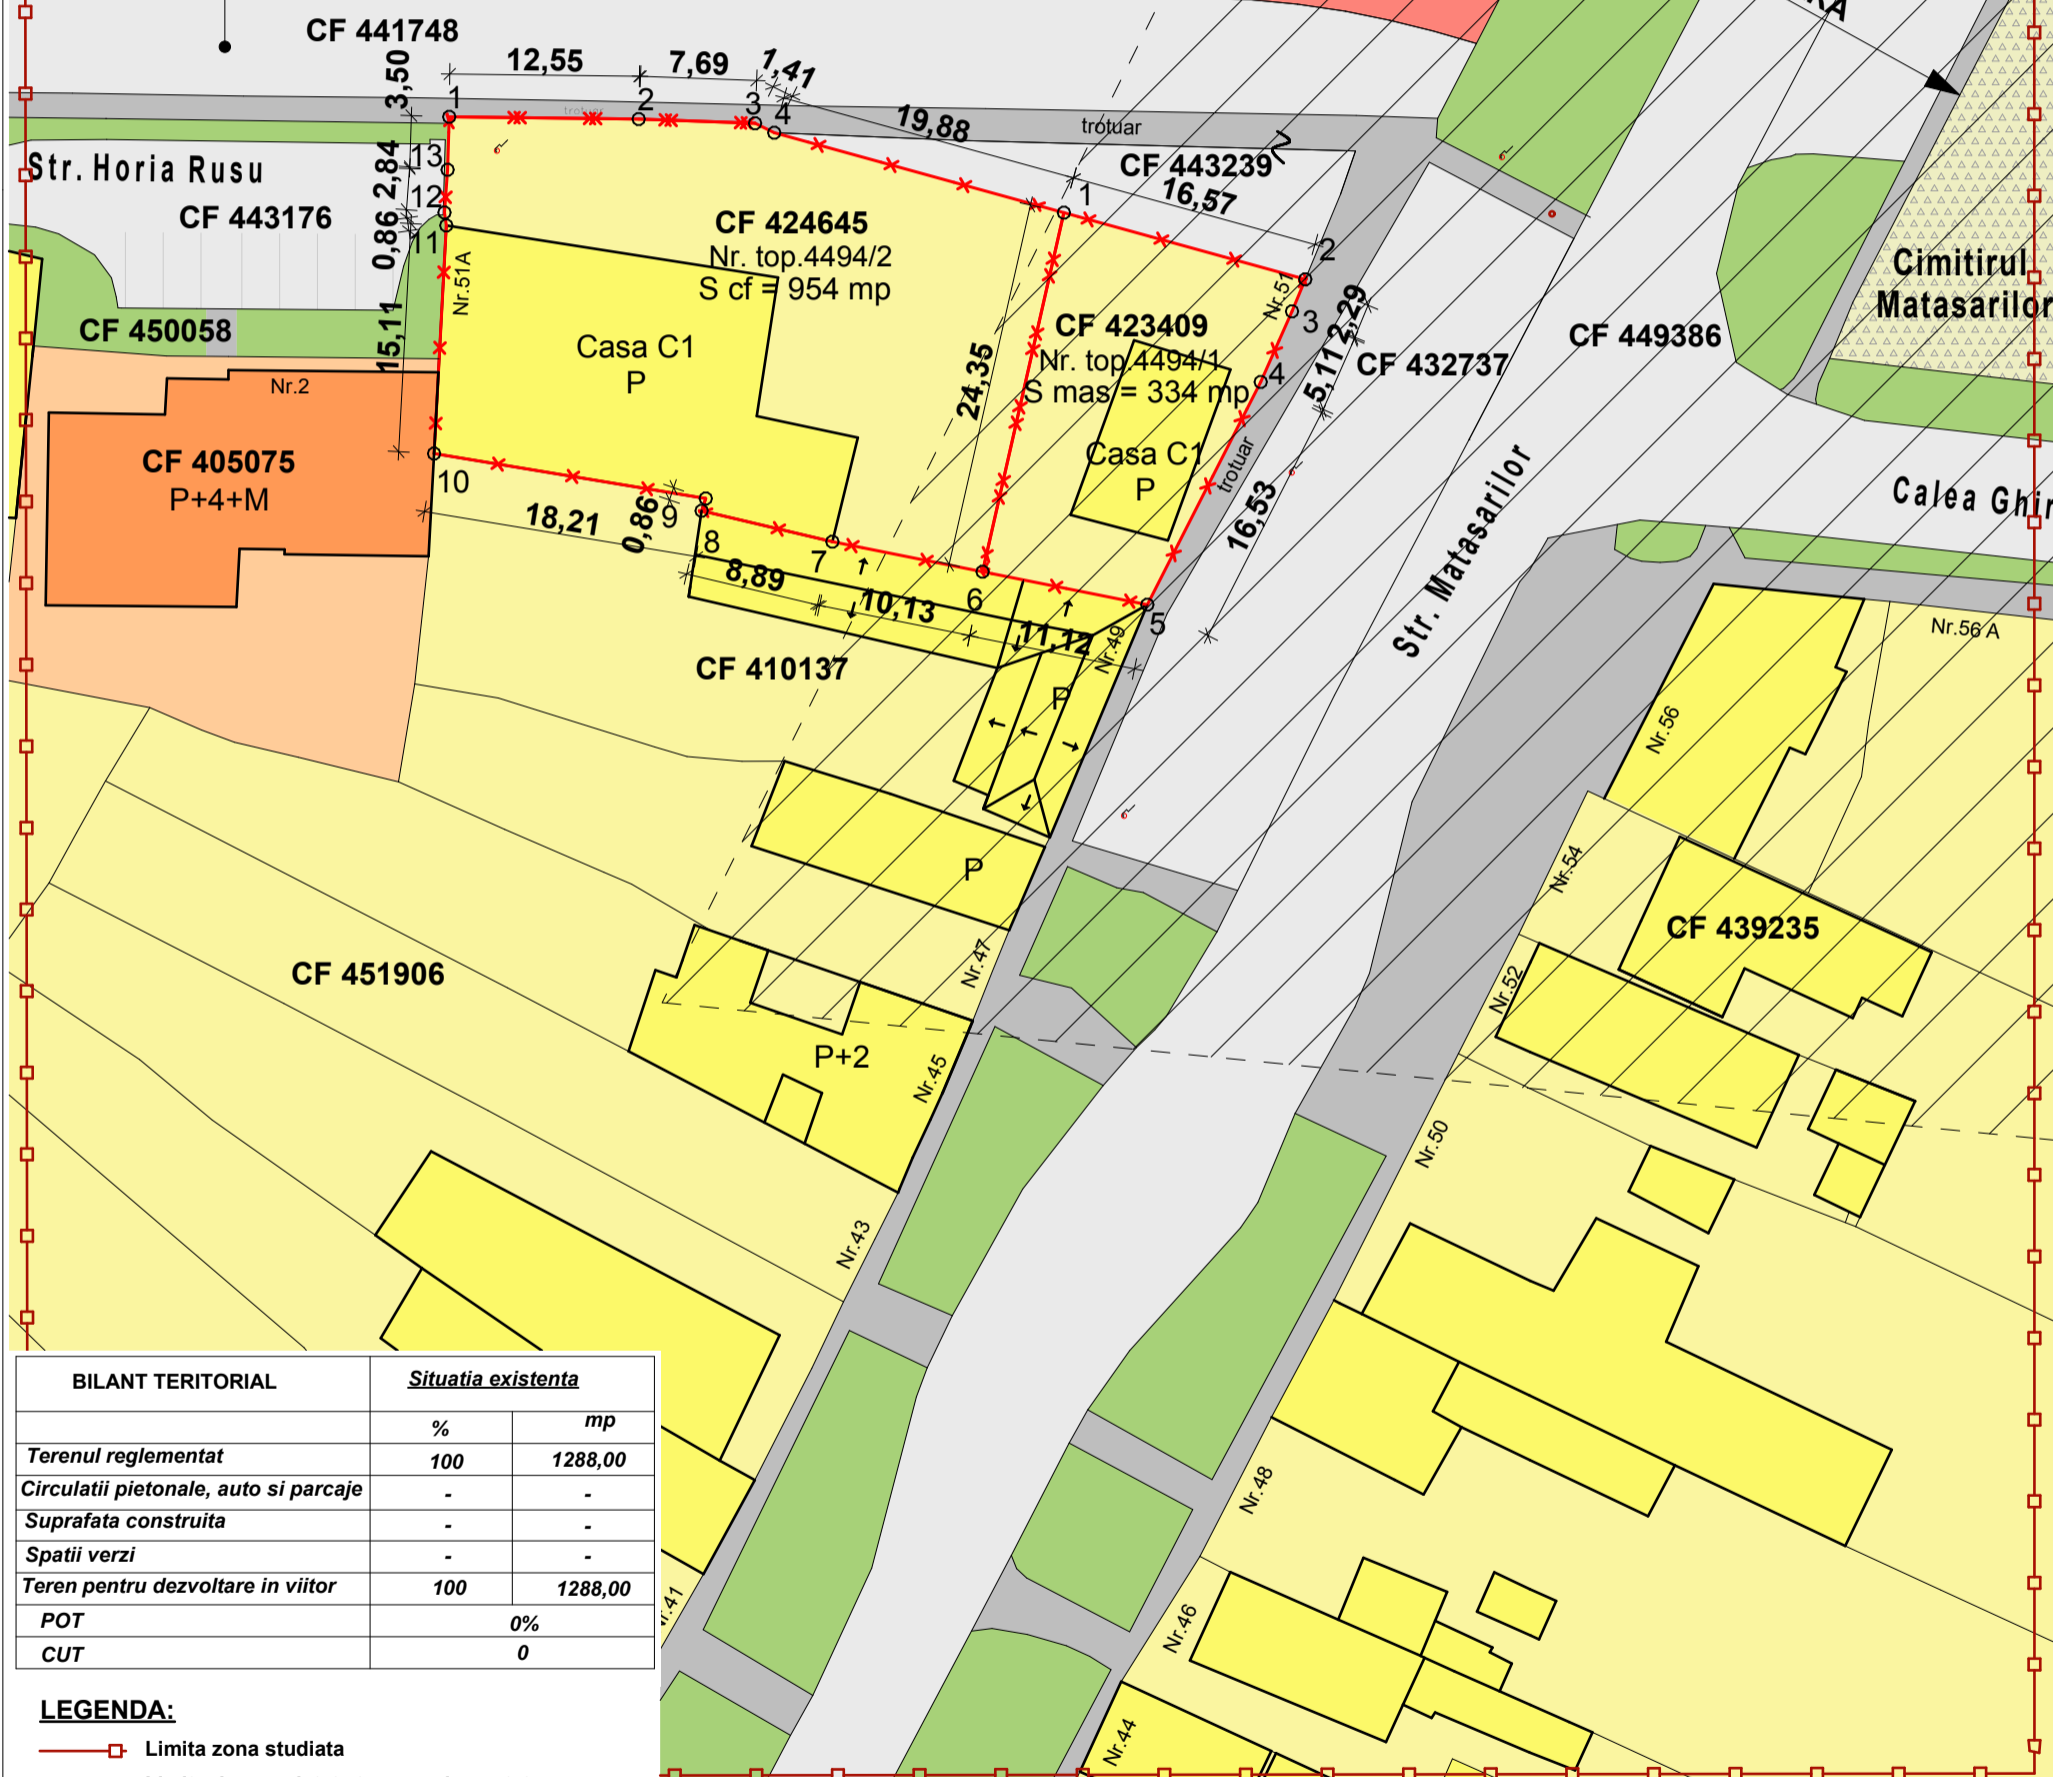 CF 441748
RA
12,55
7,69
1,41
3,50
1
2
3
4
trotuar
19,88
trotuar
CF 443239
16,57
Str. Horia Rusu
13
2,84
12
CF 443176
0,86
11
Nr.51A
CF 424645
Nr. top.4494/2
S cf = 954 mp
1
2
Nr.51
3
2,29
Cimitirul
Matasarilor
CF 450058
15,11
Casa C1
P
24,35
CF 423409
Nr. top.4494/1
S mas = 334 mp
4
5,11
CF 432737
CF 449386
Nr.2
CF 405075
P+4+M
10
Casa C1
P
trotuar
16,53
Str. Matasarilor
Calea Ghir
18,21
0,86
9
8
7
8,89
10,13
6
11,12
5
Nr.49
Nr.56 A
CF 410137
P
Nr.56
P
Nr.54
CF 439235
Nr.47
CF 451906
Nr.52
P+2
Nr.45
Nr.50
Nr.43
BILANT TERITORIAL Situatia existenta
% mp
Terenul reglementat 100 1288,00
Circulatii pietonale, auto si parcaje - -
Suprafata construita - -
Spatii verzi - -
Teren pentru dezvoltare in viitor 100 1288,00
POT 0%
CUT 0
Nr.48
Nr.46
Nr.44
LEGENDA:
Limita zona studiata